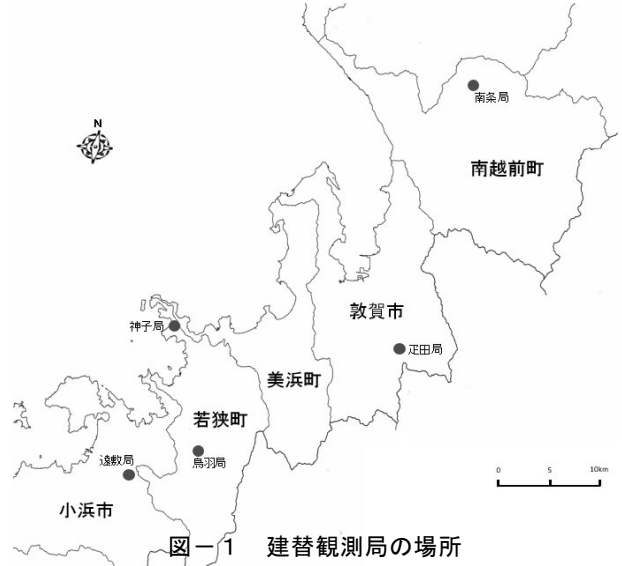 南条局
N
南越前町
敦賀市
神子局
疋田局
美浜町
若狭町
遠敷局
鳥羽局
0 5 10km
小浜市
図－１　建替観測局の場所